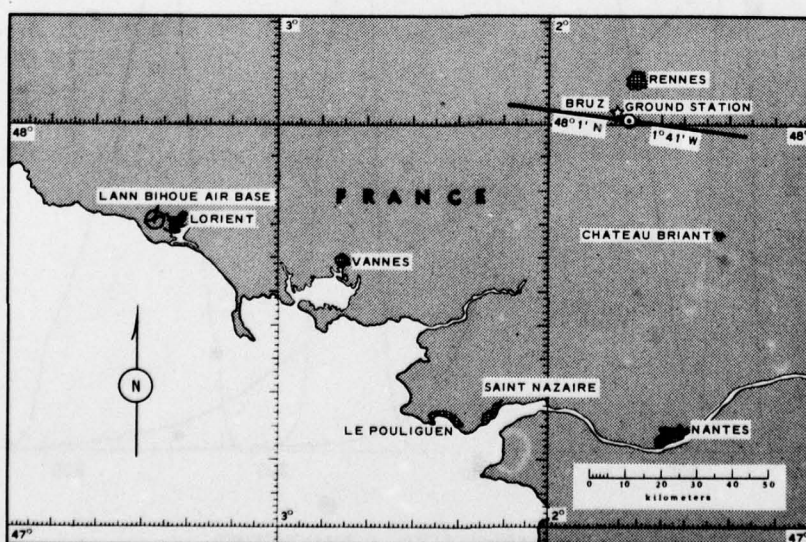 3° 2°
RENNES
BRUZ GROUND STATION
48° 48°1' N 1°41' W 48°
LANN BIHOUE AIR BASE
FRANCE
LORIENT
CHATEAU BRIANT
VANNES
N
SAINT NAZAIRE
LE POULIGUEN
NANTES
0 10 20 30 40 50
kilometers
47° 3° 2° 47